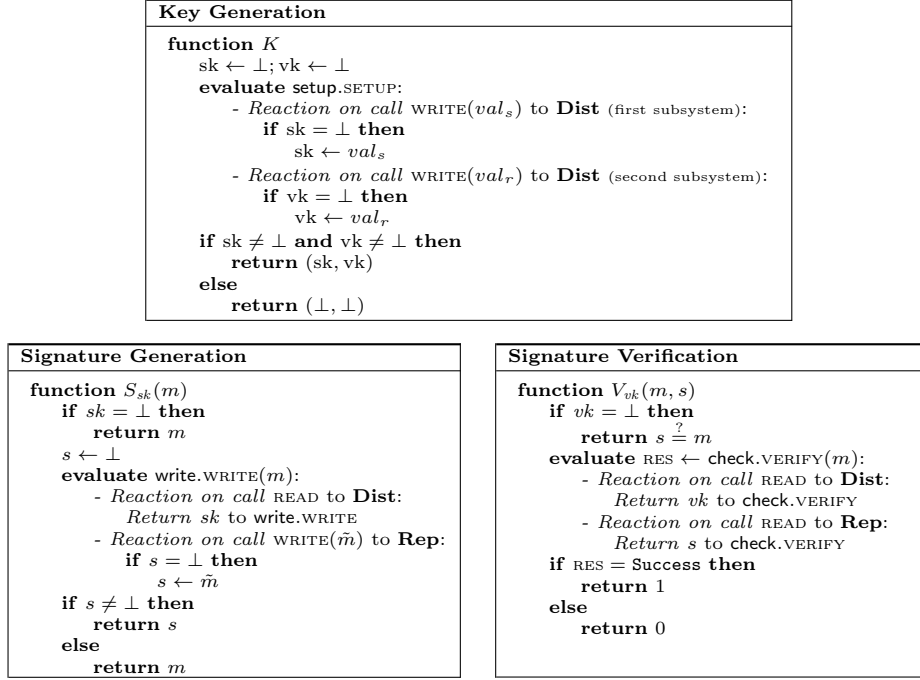 Key Generation
function K
sk ← ⊥; vk ← ⊥
evaluate setup.SETUP:
- Reaction on call WRITE(val_s) to Dist (first subsystem):
if sk = ⊥ then
sk ← val_s
- Reaction on call WRITE(val_r) to Dist (second subsystem):
if vk = ⊥ then
vk ← val_r
if sk ≠ ⊥ and vk ≠ ⊥ then
return (sk, vk)
else
return (⊥, ⊥)
Signature Generation
function S_sk(m)
if sk = ⊥ then
return m
s ← ⊥
evaluate write.WRITE(m):
- Reaction on call READ to Dist:
Return sk to write.WRITE
- Reaction on call WRITE(m̃) to Rep:
if s = ⊥ then
s ← m̃
if s ≠ ⊥ then
return s
else
return m
Signature Verification
function V_vk(m, s)
if vk = ⊥ then
return s ≟ m
evaluate RES ← check.VERIFY(m):
- Reaction on call READ to Dist:
Return vk to check.VERIFY
- Reaction on call READ to Rep:
Return s to check.VERIFY
if RES = Success then
return 1
else
return 0